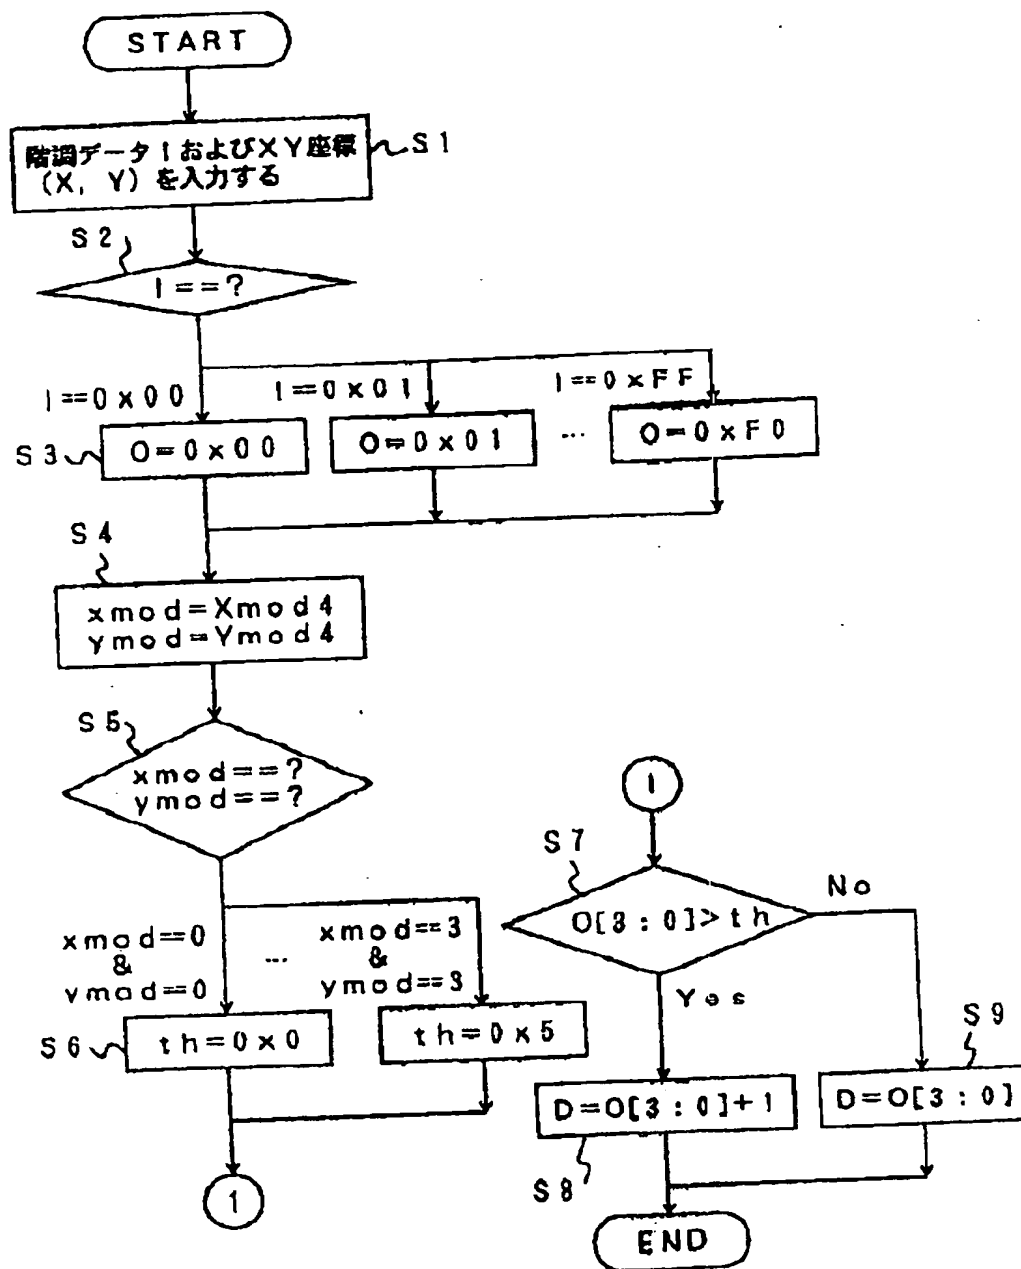 START
階調データIおよびXY座標
(X, Y)を入力する
S1
S2
I==?
I==0x00
I==0x01
I==0xFF
S3
O=0x00
O=0x01
...
O=0xF0
S4
xmod=Xmod4
ymod=Ymod4
S5
xmod==?
ymod==?
xmod==0
&
ymod==0
...
xmod==3
&
ymod==3
S6
th=0x0
th=0x5
1
1
S7
O[3:0]>th
No
Yes
S9
D=O[3:0]+1
D=O[3:0]
S8
END